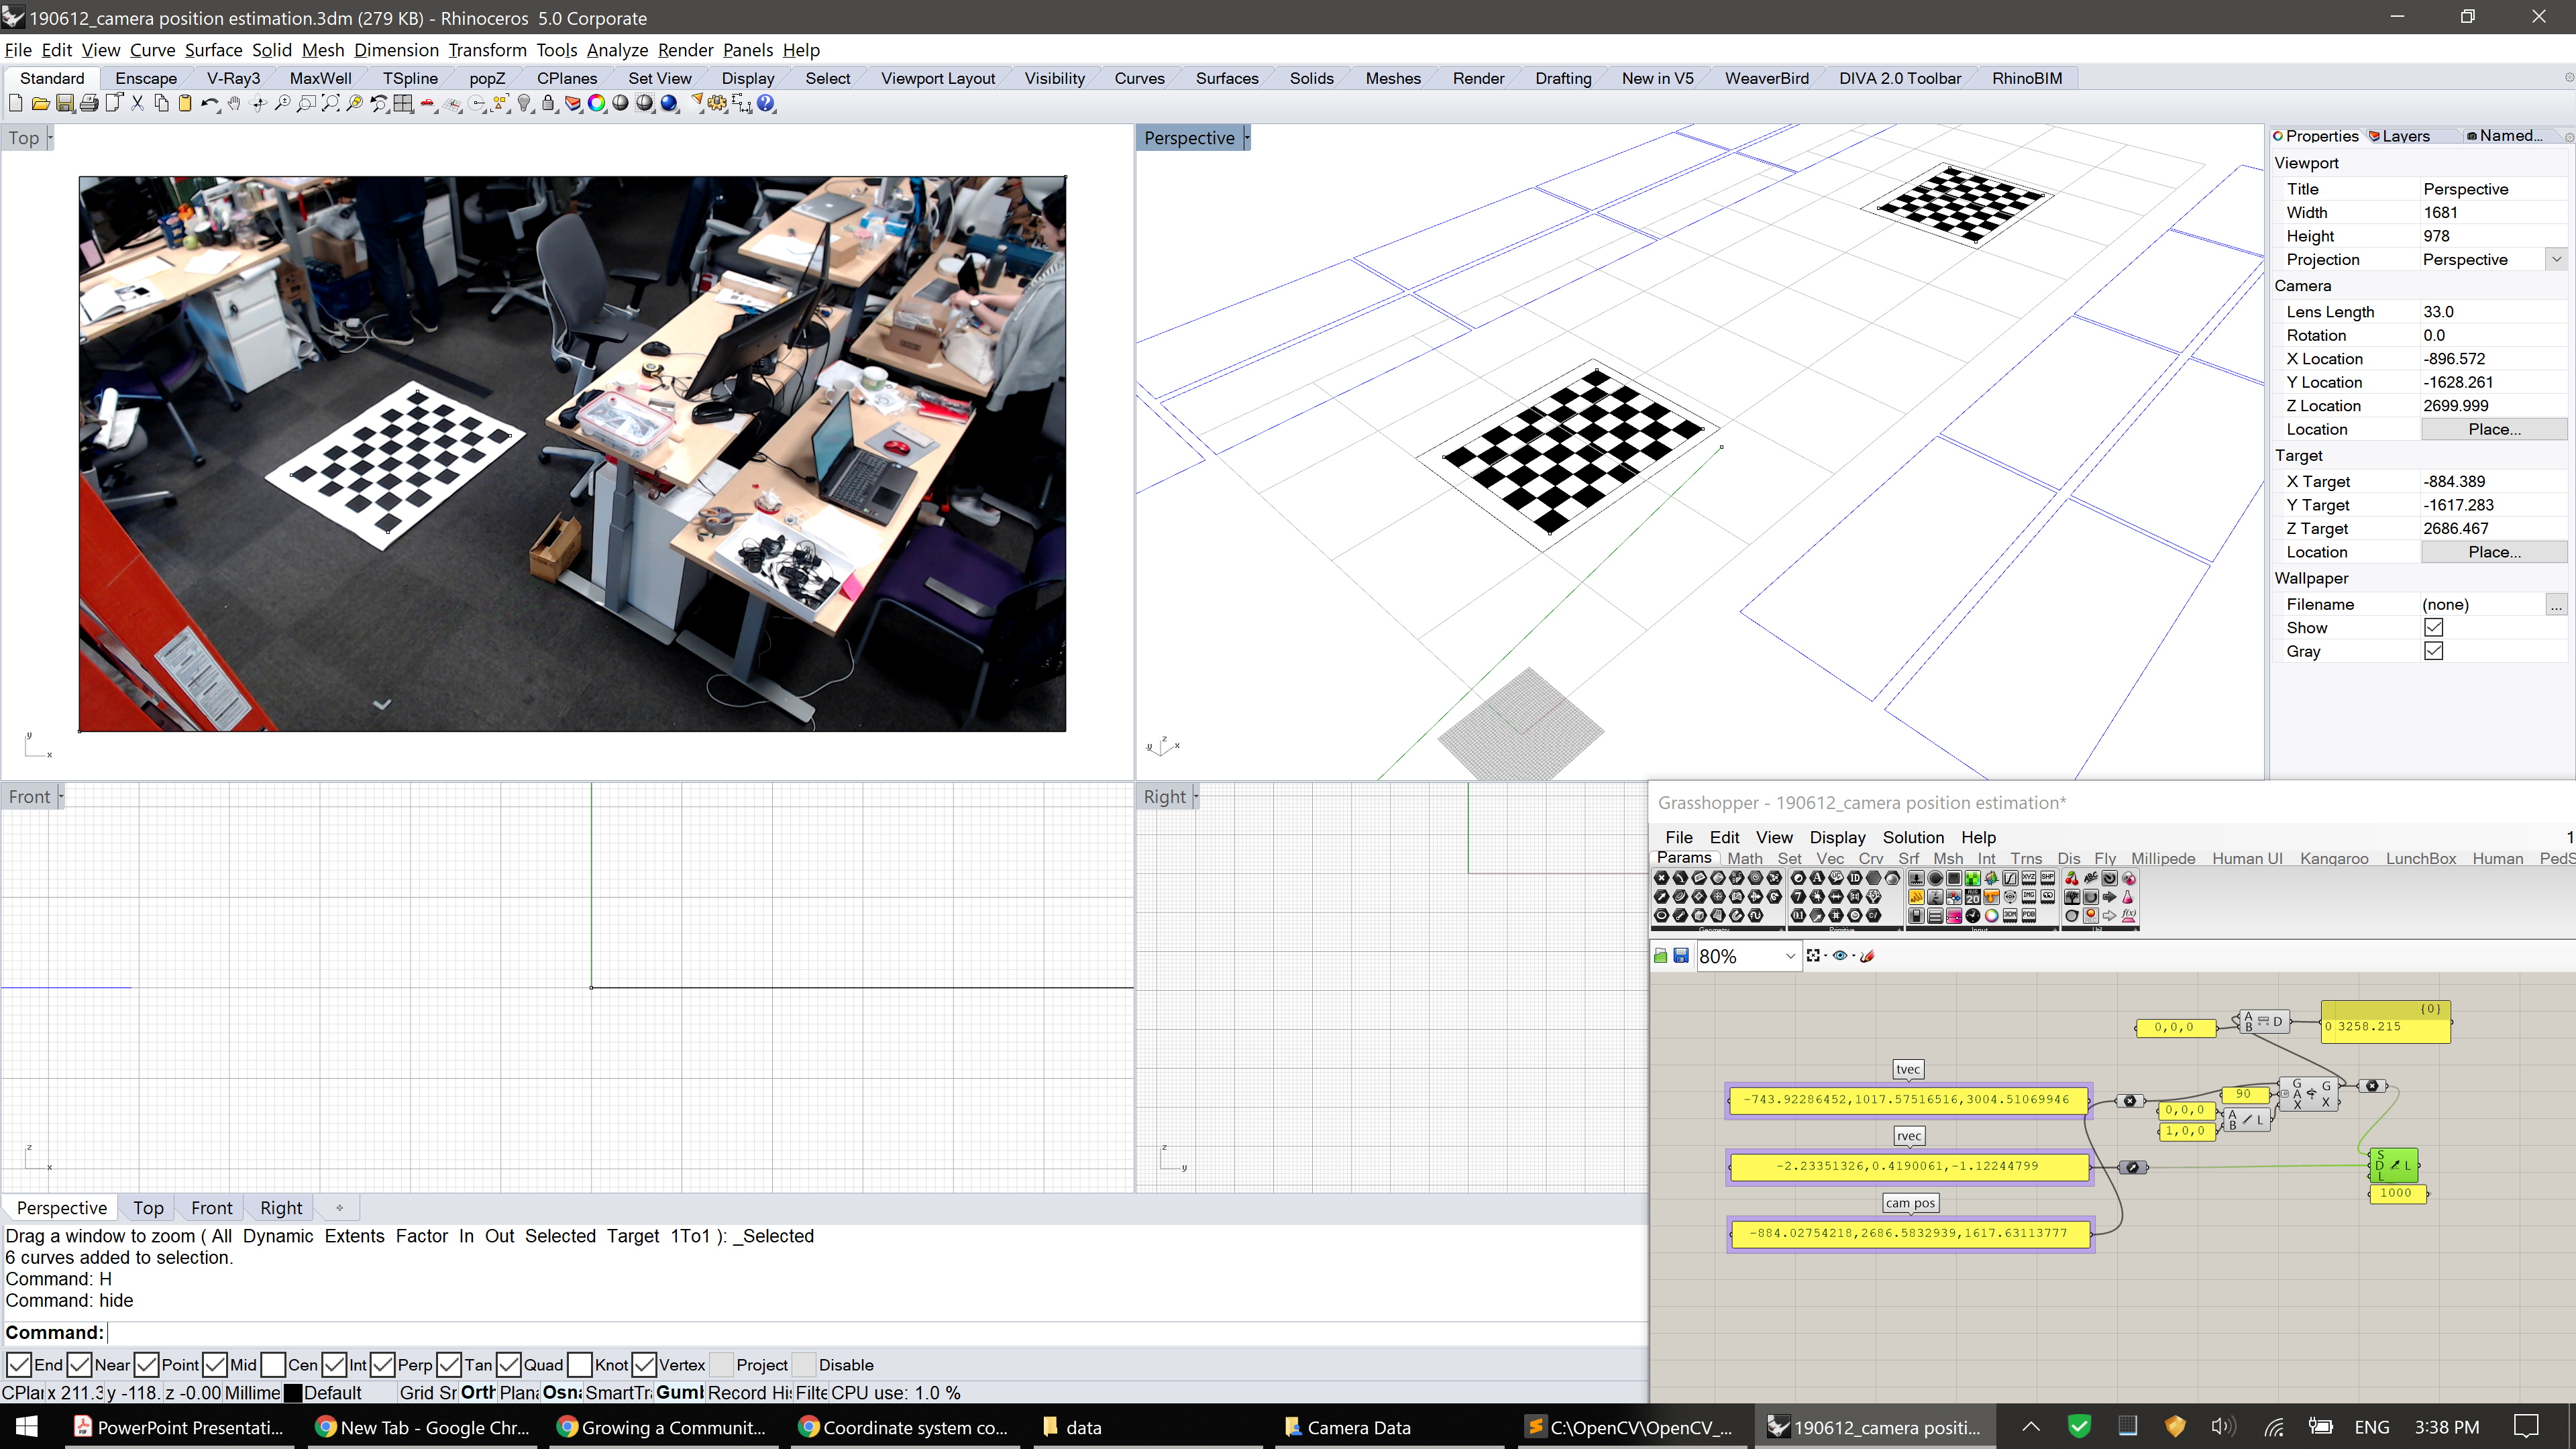 190612_camera position estimation.3dm (279 KB) - Rhinoceros 5.0 Corporate
File Edit View Curve Surface Solid Mesh Dimension Transform Tools Analyze Render Panels Help
Standard Enscape V-Ray3 MaxWell TSpline popZ CPlanes Set View Display Select Viewport Layout Visibility Curves Surfaces Solids Meshes Render Drafting New in V5 WeaverBird DIVA 2.0 Toolbar RhinoBIM
Top
Perspective
z
y x
y
x
Properties Layers Named...
Viewport
Title Perspective
Width 1681
Height 978
Projection Perspective
Camera
Lens Length 33.0
Rotation 0.0
X Location -896.572
Y Location -1628.261
Z Location 2699.999
Location Place...
Target
X Target -884.389
Y Target -1617.283
Z Target 2686.467
Location Place...
Wallpaper
Filename (none) ...
Show
Gray
Front
z
x
Right
z
y
Grasshopper - 190612_camera position estimation*
File Edit View Display Solution Help 1
Params Math Set Vec Crv Srf Msh Int Trns Dis Fly Millipede Human UI Kangaroo LunchBox Human PedS
Geometry Primitive Input Util
80%
0,0,0
A
B
D
{0}
0 3258.215
tvec
-743.92286452,1017.57516516,3004.51069946
90
0,0,0
1,0,0
A
B
L
G
A
X
G
X
rvec
-2.23351326,0.4190061,-1.12244799
S
D
L
L
1000
cam pos
-884.02754218,2686.5832939,1617.63113777
Perspective Top Front Right
Drag a window to zoom ( All Dynamic Extents Factor In Out Selected Target 1To1 ): _Selected
6 curves added to selection.
Command: H
Command: hide
Command:
End Near Point Mid Cen Int Perp Tan Quad Knot Vertex Project Disable
CPlan x 211.3 y -118. z -0.00 Millime Default Grid Sr Orth Plana Osna SmartTra Gumb Record His Filte CPU use: 1.0 %
PowerPoint Presentati... New Tab - Google Chr... Growing a Communit... Coordinate system co... data Camera Data C:\OpenCV\OpenCV_... 190612_camera positi... ENG 3:38 PM